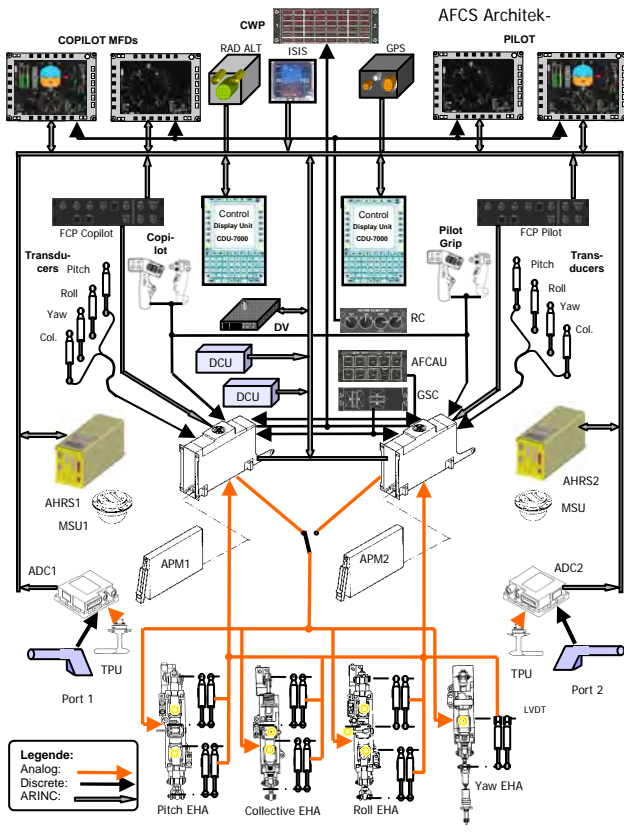 AFCS Architek-
CWP
COPILOT MFDs
RAD ALT
ISIS
GPS
PILOT
FCP Copilot
Control
Display Unit
CDU-7000
Control
Display Unit
CDU-7000
FCP Pilot
Copi-
lot
Pilot
Grip
Transdu-
cers
Pitch
Roll
Yaw
Col.
Trans-
ducers
Pitch
Roll
Yaw
Col.
DV
RC
DCU
AFCAU
DCU
GSC
AHRS1
MSU1
AHRS2
MSU
ADC1
APM1
APM2
ADC2
TPU
Port 1
TPU
Port 2
LVDT
Legende:
Analog:
Discrete:
ARINC:
Pitch EHA
Collective EHA
Roll EHA
Yaw EHA